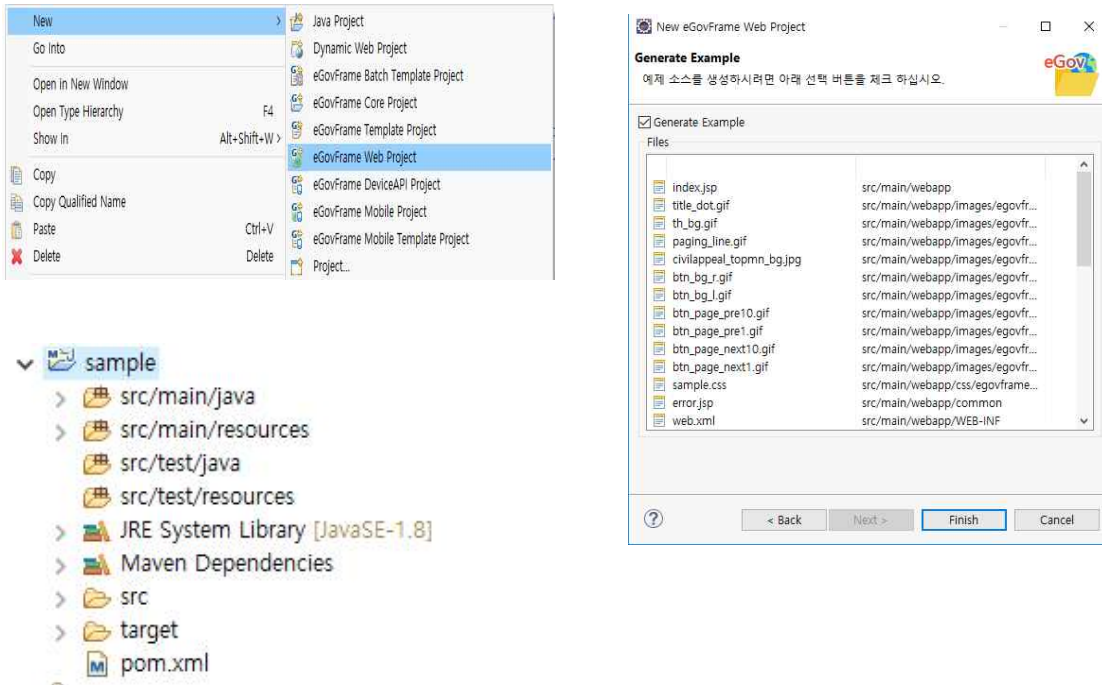 New
Go Into
Open in New Window
Open Type Hierarchy F4
Show In Alt+Shift+W >
Copy
Copy Qualified Name
Paste Ctrl+V
Delete Delete
Java Project
Dynamic Web Project
eGovFrame Batch Template Project
eGovFrame Core Project
eGovFrame Template Project
eGovFrame Web Project
eGovFrame DeviceAPI Project
eGovFrame Mobile Project
eGovFrame Mobile Template Project
Project...
New eGovFrame Web Project
Generate Example
예제 소스를 생성하시려면 아래 선택 버튼을 체크 하십시오.
eGov
Generate Example
Files
index.jsp src/main/webapp
title_dot.gif src/main/webapp/images/egovfr...
th_bg.gif src/main/webapp/images/egovfr...
paging_line.gif src/main/webapp/images/egovfr...
civilappeal_topmn_bg.jpg src/main/webapp/images/egovfr...
btn_bg_r.gif src/main/webapp/images/egovfr...
btn_bg_l.gif src/main/webapp/images/egovfr...
btn_page_pre10.gif src/main/webapp/images/egovfr...
btn_page_pre1.gif src/main/webapp/images/egovfr...
btn_page_next10.gif src/main/webapp/images/egovfr...
btn_page_next1.gif src/main/webapp/images/egovfr...
sample.css src/main/webapp/css/egovframe...
error.jsp src/main/webapp/common
web.xml src/main/webapp/WEB-INF
< Back Next > Finish Cancel
sample
src/main/java
src/main/resources
src/test/java
src/test/resources
JRE System Library [JavaSE-1.8]
Maven Dependencies
src
target
pom.xml